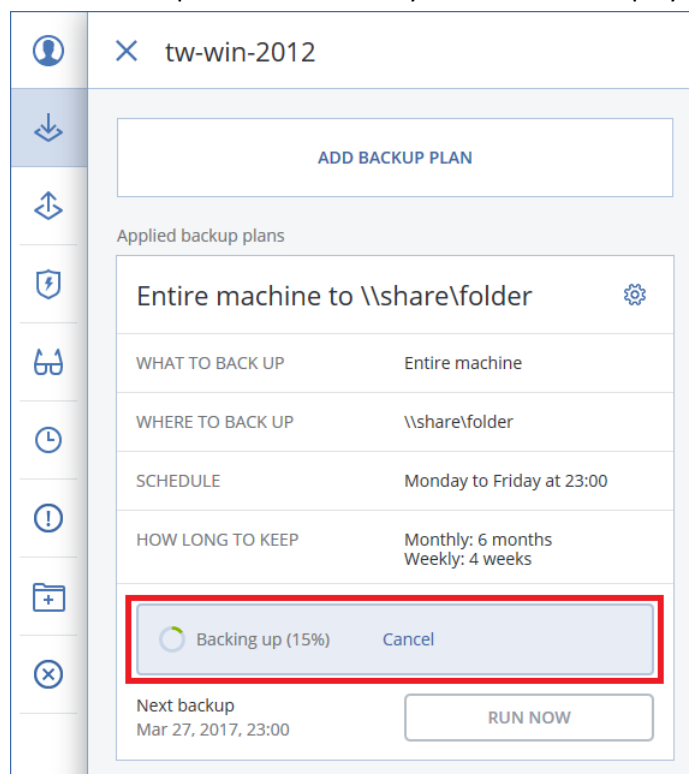 tw-win-2012
ADD BACKUP PLAN
Applied backup plans
Entire machine to \\share\folder
WHAT TO BACK UP Entire machine
WHERE TO BACK UP \\share\folder
SCHEDULE Monday to Friday at 23:00
HOW LONG TO KEEP Monthly: 6 months
Weekly: 4 weeks
Backing up (15%) Cancel
Next backup
Mar 27, 2017, 23:00
RUN NOW